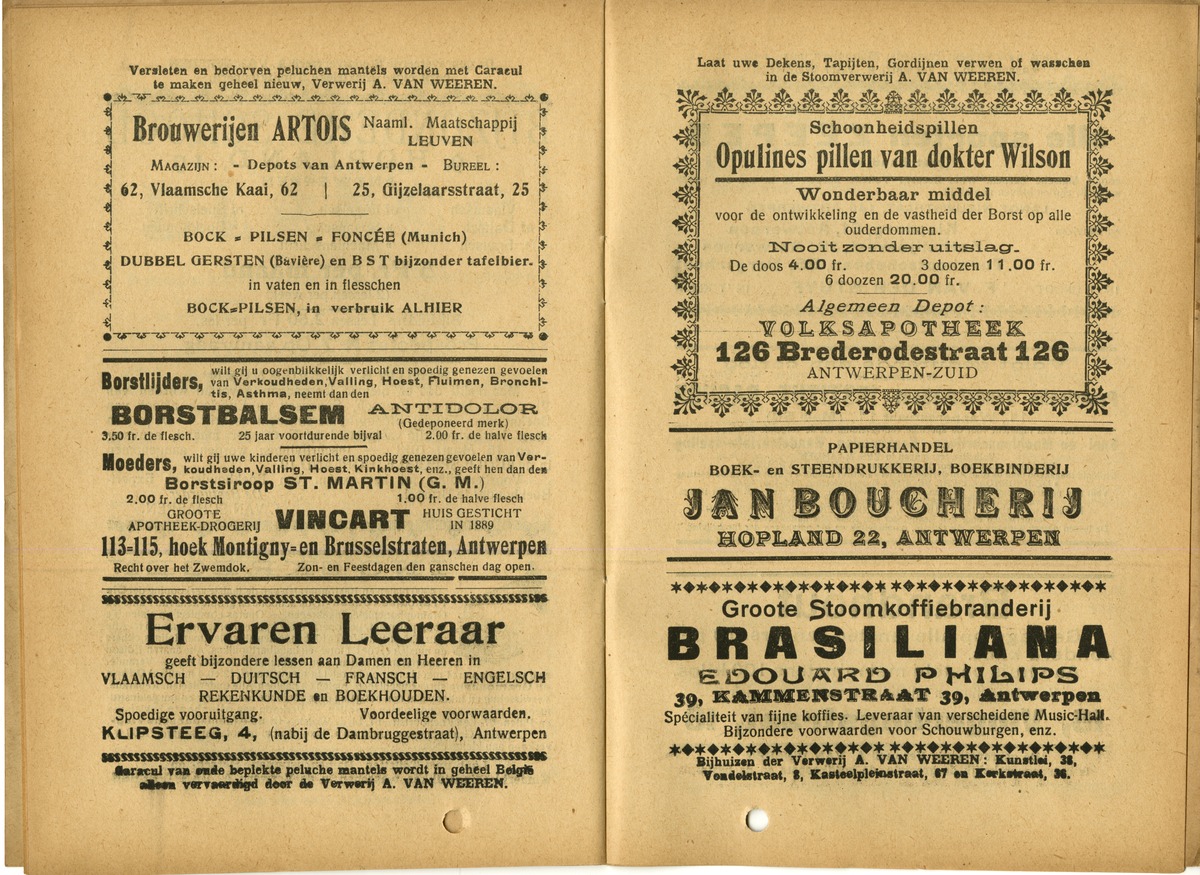 Versleten en bedorven peluchen mantels worden met Caracul
te maken geheel nieuw, Verwerij A. VAN WEEREN.
Brouwerijen ARTOIS Naaml. Maatschappij
LEUVEN
MAGAZIJN : - Depots van Antwerpen - BUREEL :
62, Vlaamsche Kaai, 62 | 25, Gijzelaarsstraat, 25
BOCK = PILSEN = FONCÉE (Munich)
DUBBEL GERSTEN (Bavière) en B S T bijzonder tafelbier.
in vaten en in flesschen
BOCK=PILSEN, in verbruik ALHIER
Borstlijders, wilt gij u oogenblikkelijk verlicht en spoedig genezen gevoelen
van Verkoudheden, Valling, Hoest, Fluimen, Bronchi-
tis, Asthma, neemt dan den
BORSTBALSEM ANTIDOLOR
(Gedeponeerd merk)
3.50 fr. de flesch. 25 jaar voortdurende bijval 2.00 fr. de halve flesch
Moeders, wilt gij uwe kinderen verlicht en spoedig genezen gevoelen van Ver-
koudheden, Valling, Hoest, Kinkhoest, enz., geeft hen dan den
Borstsiroop ST. MARTIN (G. M.)
2.00 fr. de flesch 1.00 fr. de halve flesch
GROOTE
APOTHEEK-DROGERIJ VINCART HUIS GESTICHT
IN 1889
113=115, hoek Montigny=en Brusselstraten, Antwerpen
Recht over het Zwemdok. Zon- en Feestdagen den ganschen dag open.
Ervaren Leeraar
geeft bijzondere lessen aan Damen en Heeren in
VLAAMSCH — DUITSCH — FRANSCH — ENGELSCH
REKENKUNDE en BOEKHOUDEN.
Spoedige vooruitgang. Voordeelige voorwaarden.
KLIPSTEEG, 4, (nabij de Dambruggestraat), Antwerpen
Caracul van oude beplekte peluche mantels wordt in geheel België
alleen vervaardigd door de Verwerij A. VAN WEEREN.
Laat uwe Dekens, Tapijten, Gordijnen verwen of wasschen
in de Stoomverwerij A. VAN WEEREN.
Schoonheidspillen
Opulines pillen van dokter Wilson
Wonderbaar middel
voor de ontwikkeling en de vastheid der Borst op alle
ouderdommen.
Nooit zonder uitslag.
De doos 4.00 fr. 3 doozen 11.00 fr.
6 doozen 20.00 fr.
Algemeen Depot :
VOLKSAPOTHEEK
126 Brederodestraat 126
ANTWERPEN-ZUID
PAPIERHANDEL
BOEK- en STEENDRUKKERIJ, BOEKBINDERIJ
JAN BOUCHERIJ
HOPLAND 22, ANTWERPEN
Groote Stoomkoffiebranderij
BRASILIANA
EDOUARD PHILIPS
39, KAMMENSTRAAT 39, Antwerpen
Spécialiteit van fijne koffies. Leveraar van verscheidene Music-Hall.
Bijzondere voorwaarden voor Schouwburgen, enz.
Bijhuizen der Verwerij A. VAN WEEREN : Kunstlei, 38,
Vondelstraat, 8, Kasteelpleinstraat, 67 en Kerkstraat, 36.